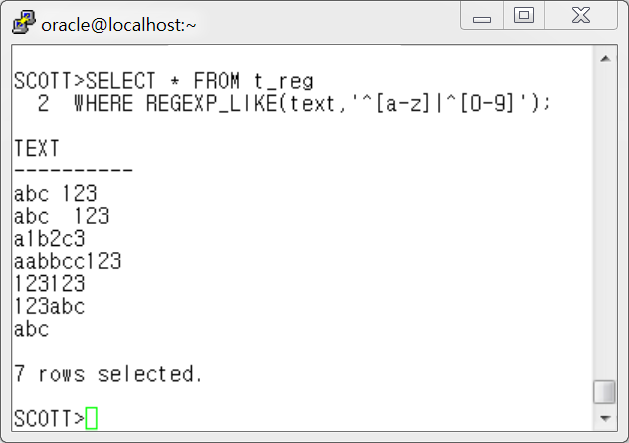 oracle@localhost:~
SCOTT>SELECT * FROM t_reg
  2  WHERE REGEXP_LIKE(text,'^[a-z]|^[0-9]');
TEXT
----------
abc 123
abc  123
a1b2c3
aabbcc123
123123
123abc
abc
7 rows selected.
SCOTT>